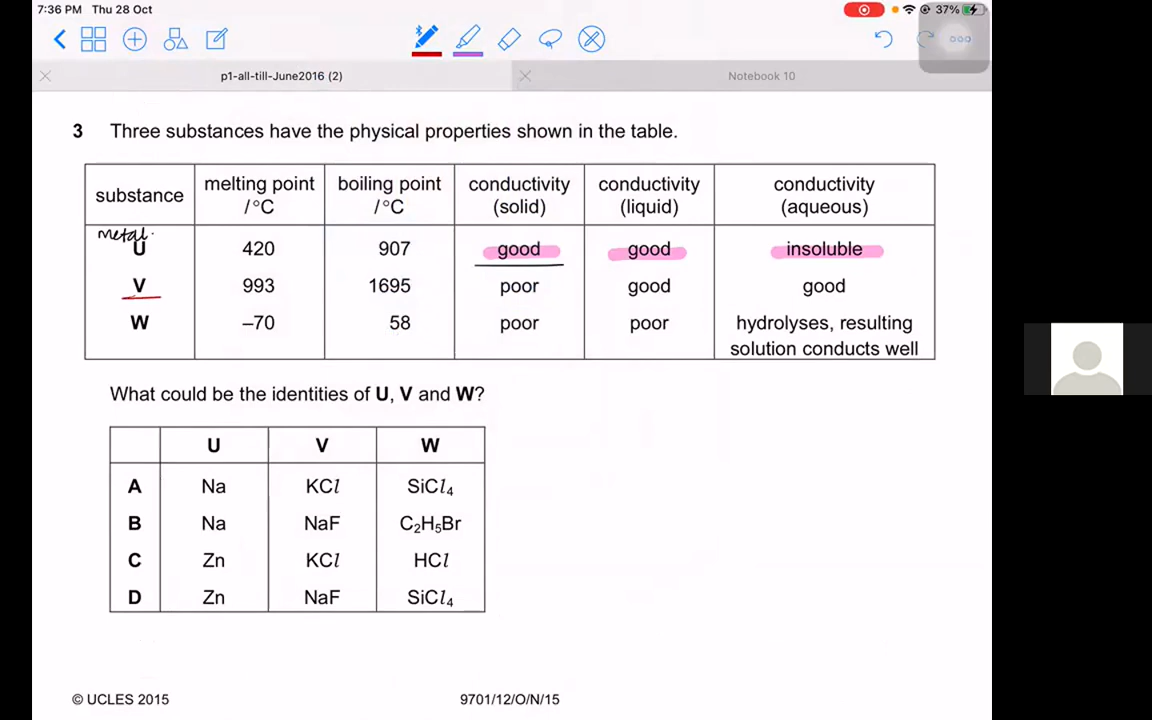 7:36 PM Thu 28 Oct
37%
p1-all-till-June2016 (2)
Notebook 10
3 Three substances have the physical properties shown in the table.
substance melting point /°C boiling point /°C conductivity (solid) conductivity (liquid) conductivity (aqueous)
metal.
U 420 907 good good insoluble
V 993 1695 poor good good
W –70 58 poor poor hydrolyses, resulting solution conducts well
What could be the identities of U, V and W?
U V W
A Na KCl SiCl₄
B Na NaF C₂H₅Br
C Zn KCl HCl
D Zn NaF SiCl₄
© UCLES 2015 9701/12/O/N/15